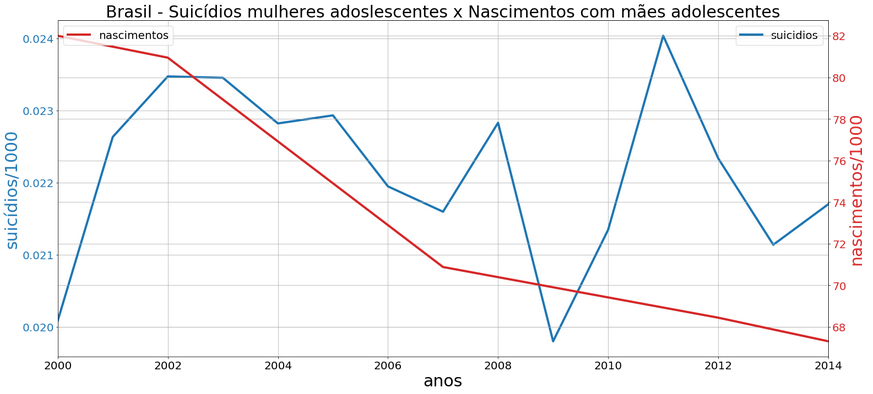 Brasil - Suicídios mulheres adoslescentes x Nascimentos com mães adolescentes
nascimentos
suicidios
suicídios/1000
0.024
0.023
0.022
0.021
0.020
82
80
78
76
74
72
70
68
nascimentos/1000
2000 2002 2004 2006 2008 2010 2012 2014
anos